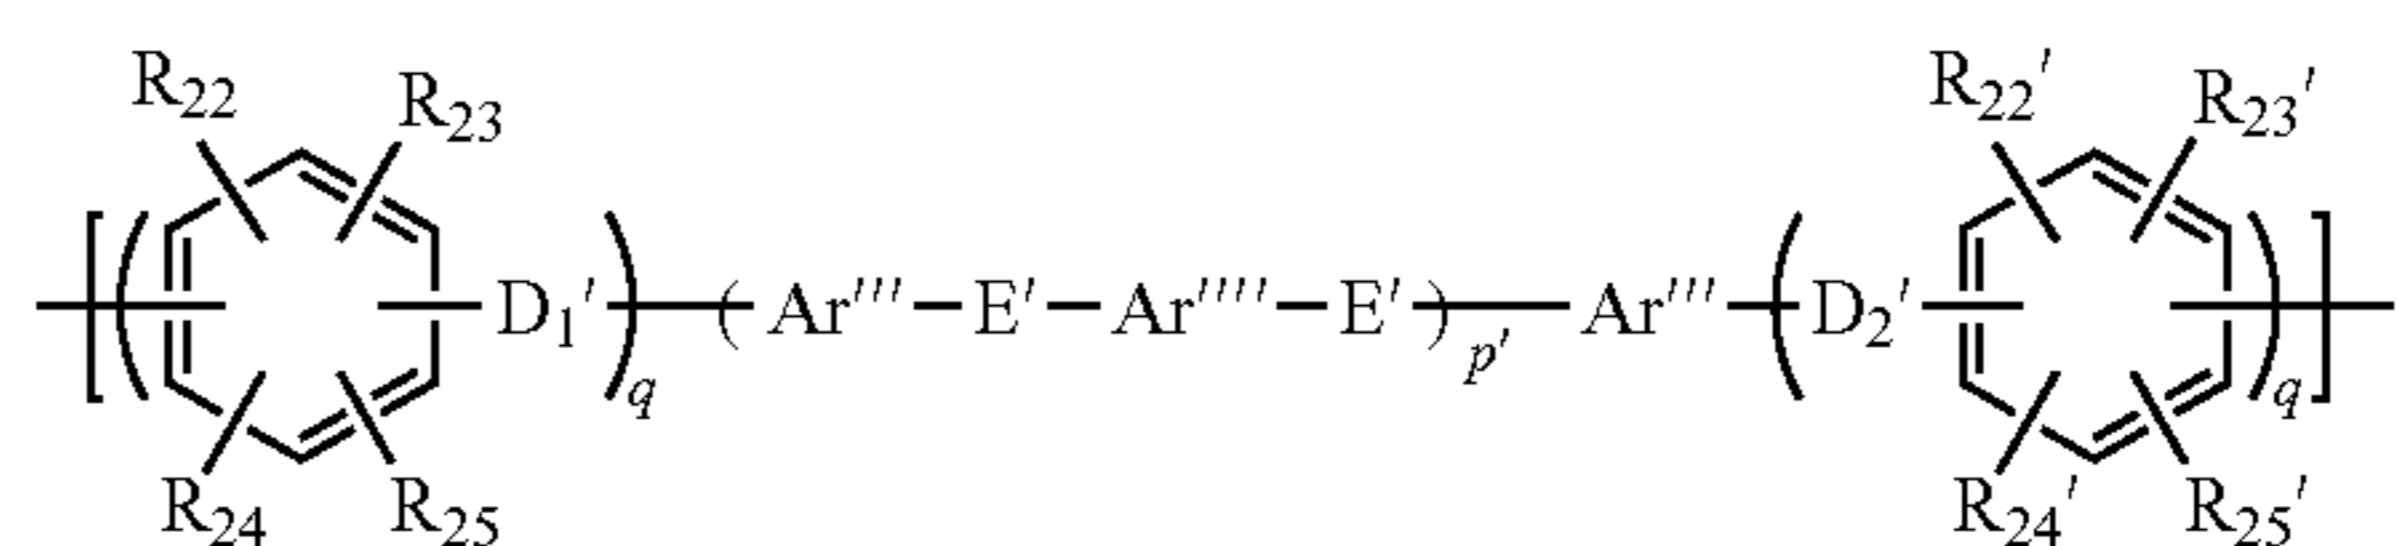 R22 R23 R22′ R23′
[( D1′ )q ( Ar‴ — E′ — Ar⁗ — E′ )p′ Ar‴ ( D2′ )q ]
R24 R25 R24′ R25′